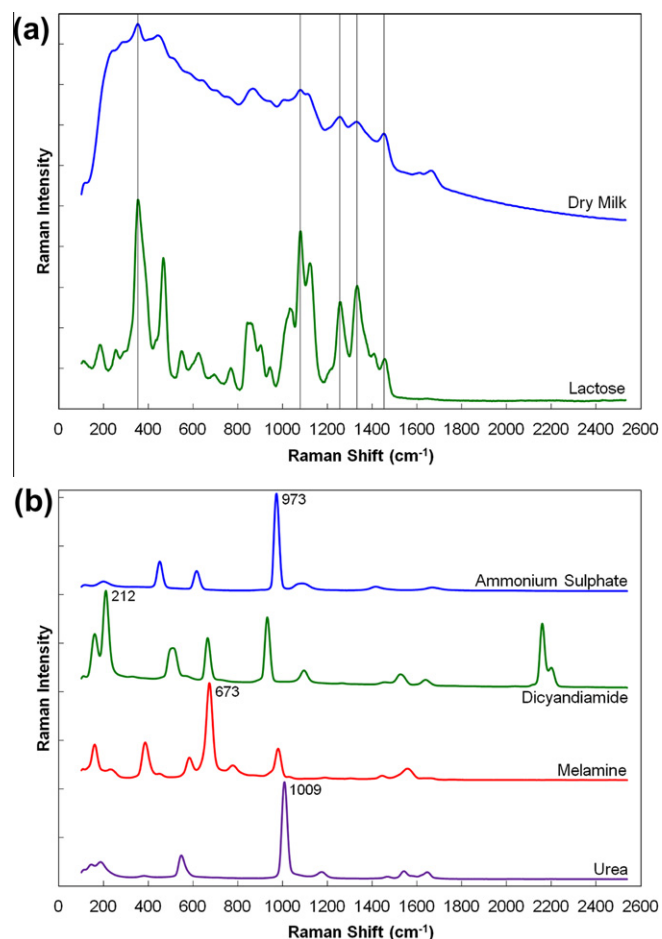 (a)
Raman Intensity
Dry Milk
Lactose
0 200 400 600 800 1000 1200 1400 1600 1800 2000 2200 2400 2600
Raman Shift (cm-1)
(b)
Raman Intensity
973
Ammonium Sulphate
212
Dicyandiamide
673
Melamine
1009
Urea
0 200 400 600 800 1000 1200 1400 1600 1800 2000 2200 2400 2600
Raman Shift (cm-1)